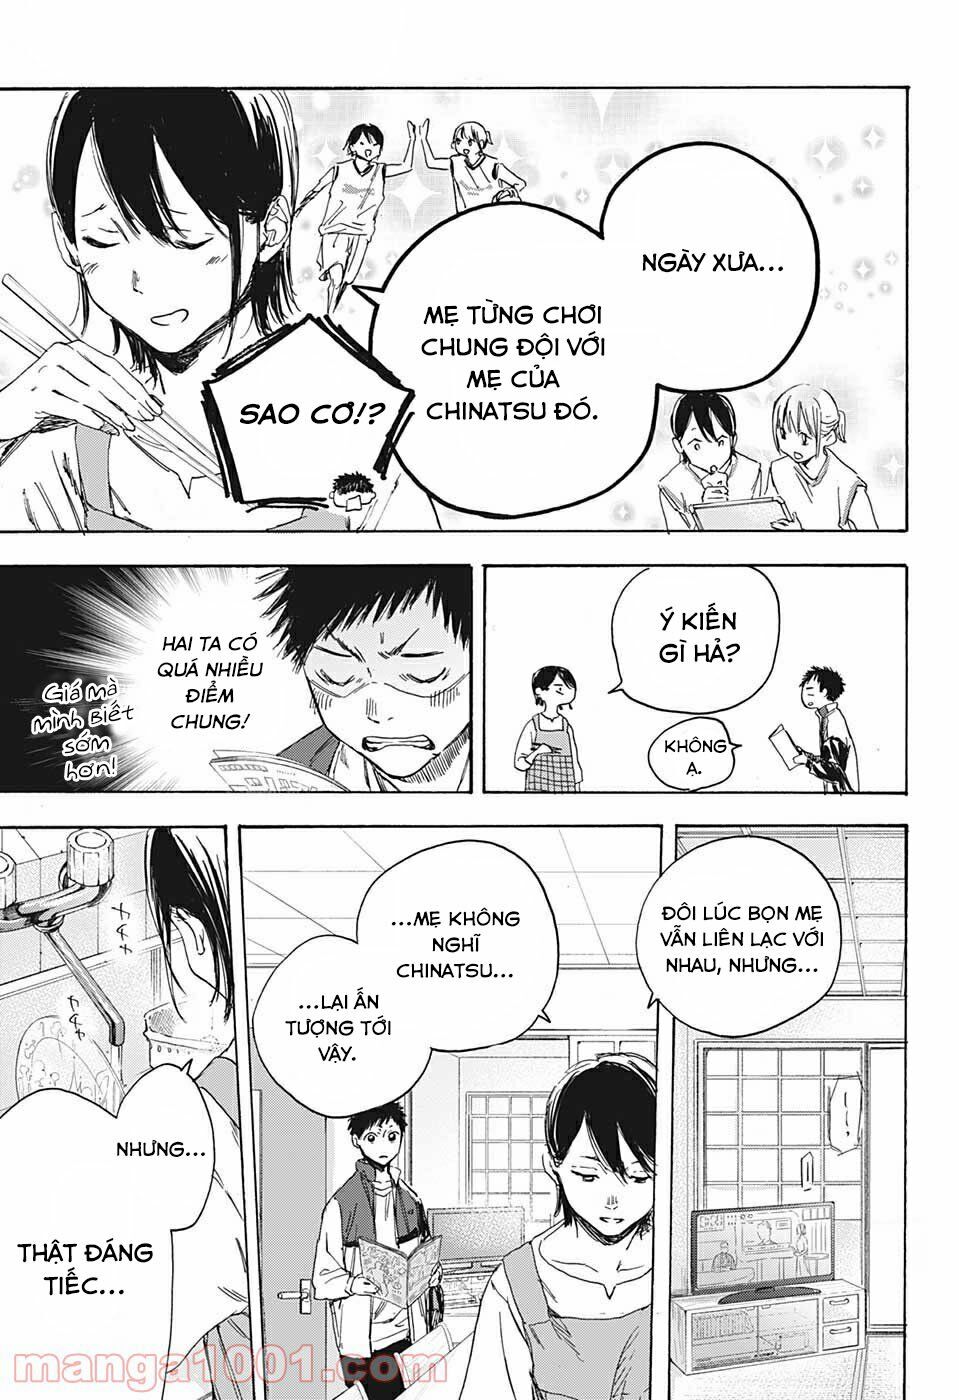 NGÀY XƯA...
MẸ TỪNG CHƠI
CHUNG ĐỘI VỚI
MẸ CỦA
CHINATSU ĐÓ.
SAO CƠ!?
Ý KIẾN
GÌ HẢ?
KHÔNG
Ạ.
HAI TA CÓ
QUÁ NHIỀU
ĐIỂM
CHUNG!
Giá mà
mình biết
sớm
hơn!
ĐÔI LÚC BỌN MẸ
VẪN LIÊN LẠC VỚI
NHAU, NHƯNG...
...MẸ KHÔNG
NGHĨ
CHINATSU...
...LẠI ẤN
TƯỢNG TỚI
VẬY.
NHƯNG...
THẬT ĐÁNG
TIẾC...
manga1001.com